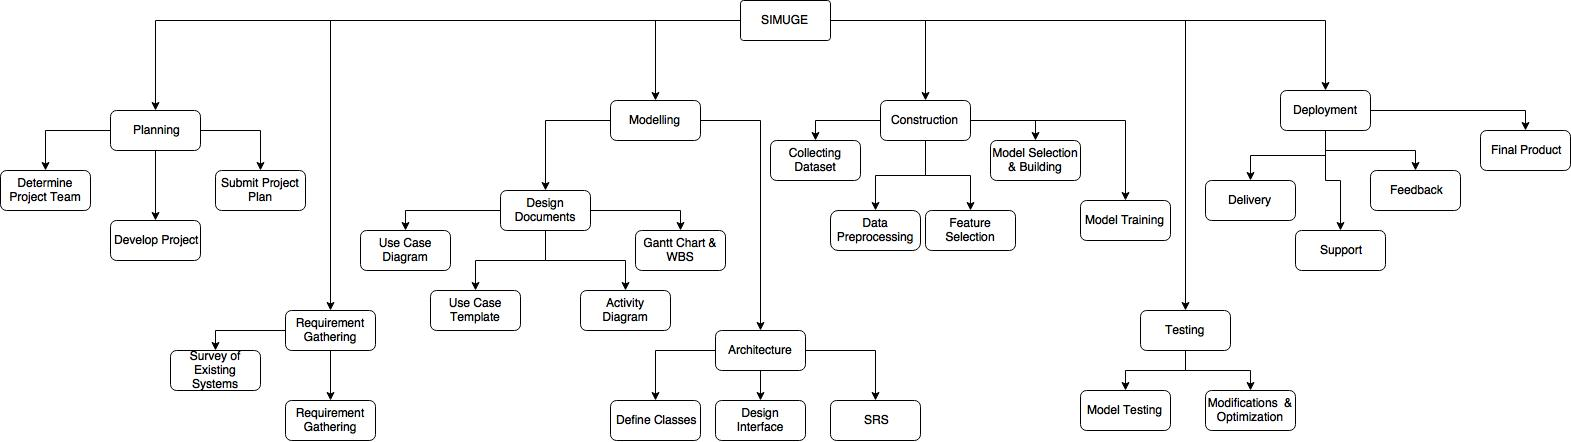 SIMUGE
Planning
Determine
Project Team
Develop Project
Submit Project
Plan
Requirement
Gathering
Survey of
Existing
Systems
Requirement
Gathering
Modelling
Design
Documents
Use Case
Diagram
Use Case
Template
Activity
Diagram
Gantt Chart &
WBS
Architecture
Define Classes
Design
Interface
SRS
Construction
Collecting
Dataset
Data
Preprocessing
Feature
Selection
Model Selection
& Building
Model Training
Testing
Model Testing
Modifications &
Optimization
Deployment
Delivery
Support
Feedback
Final Product